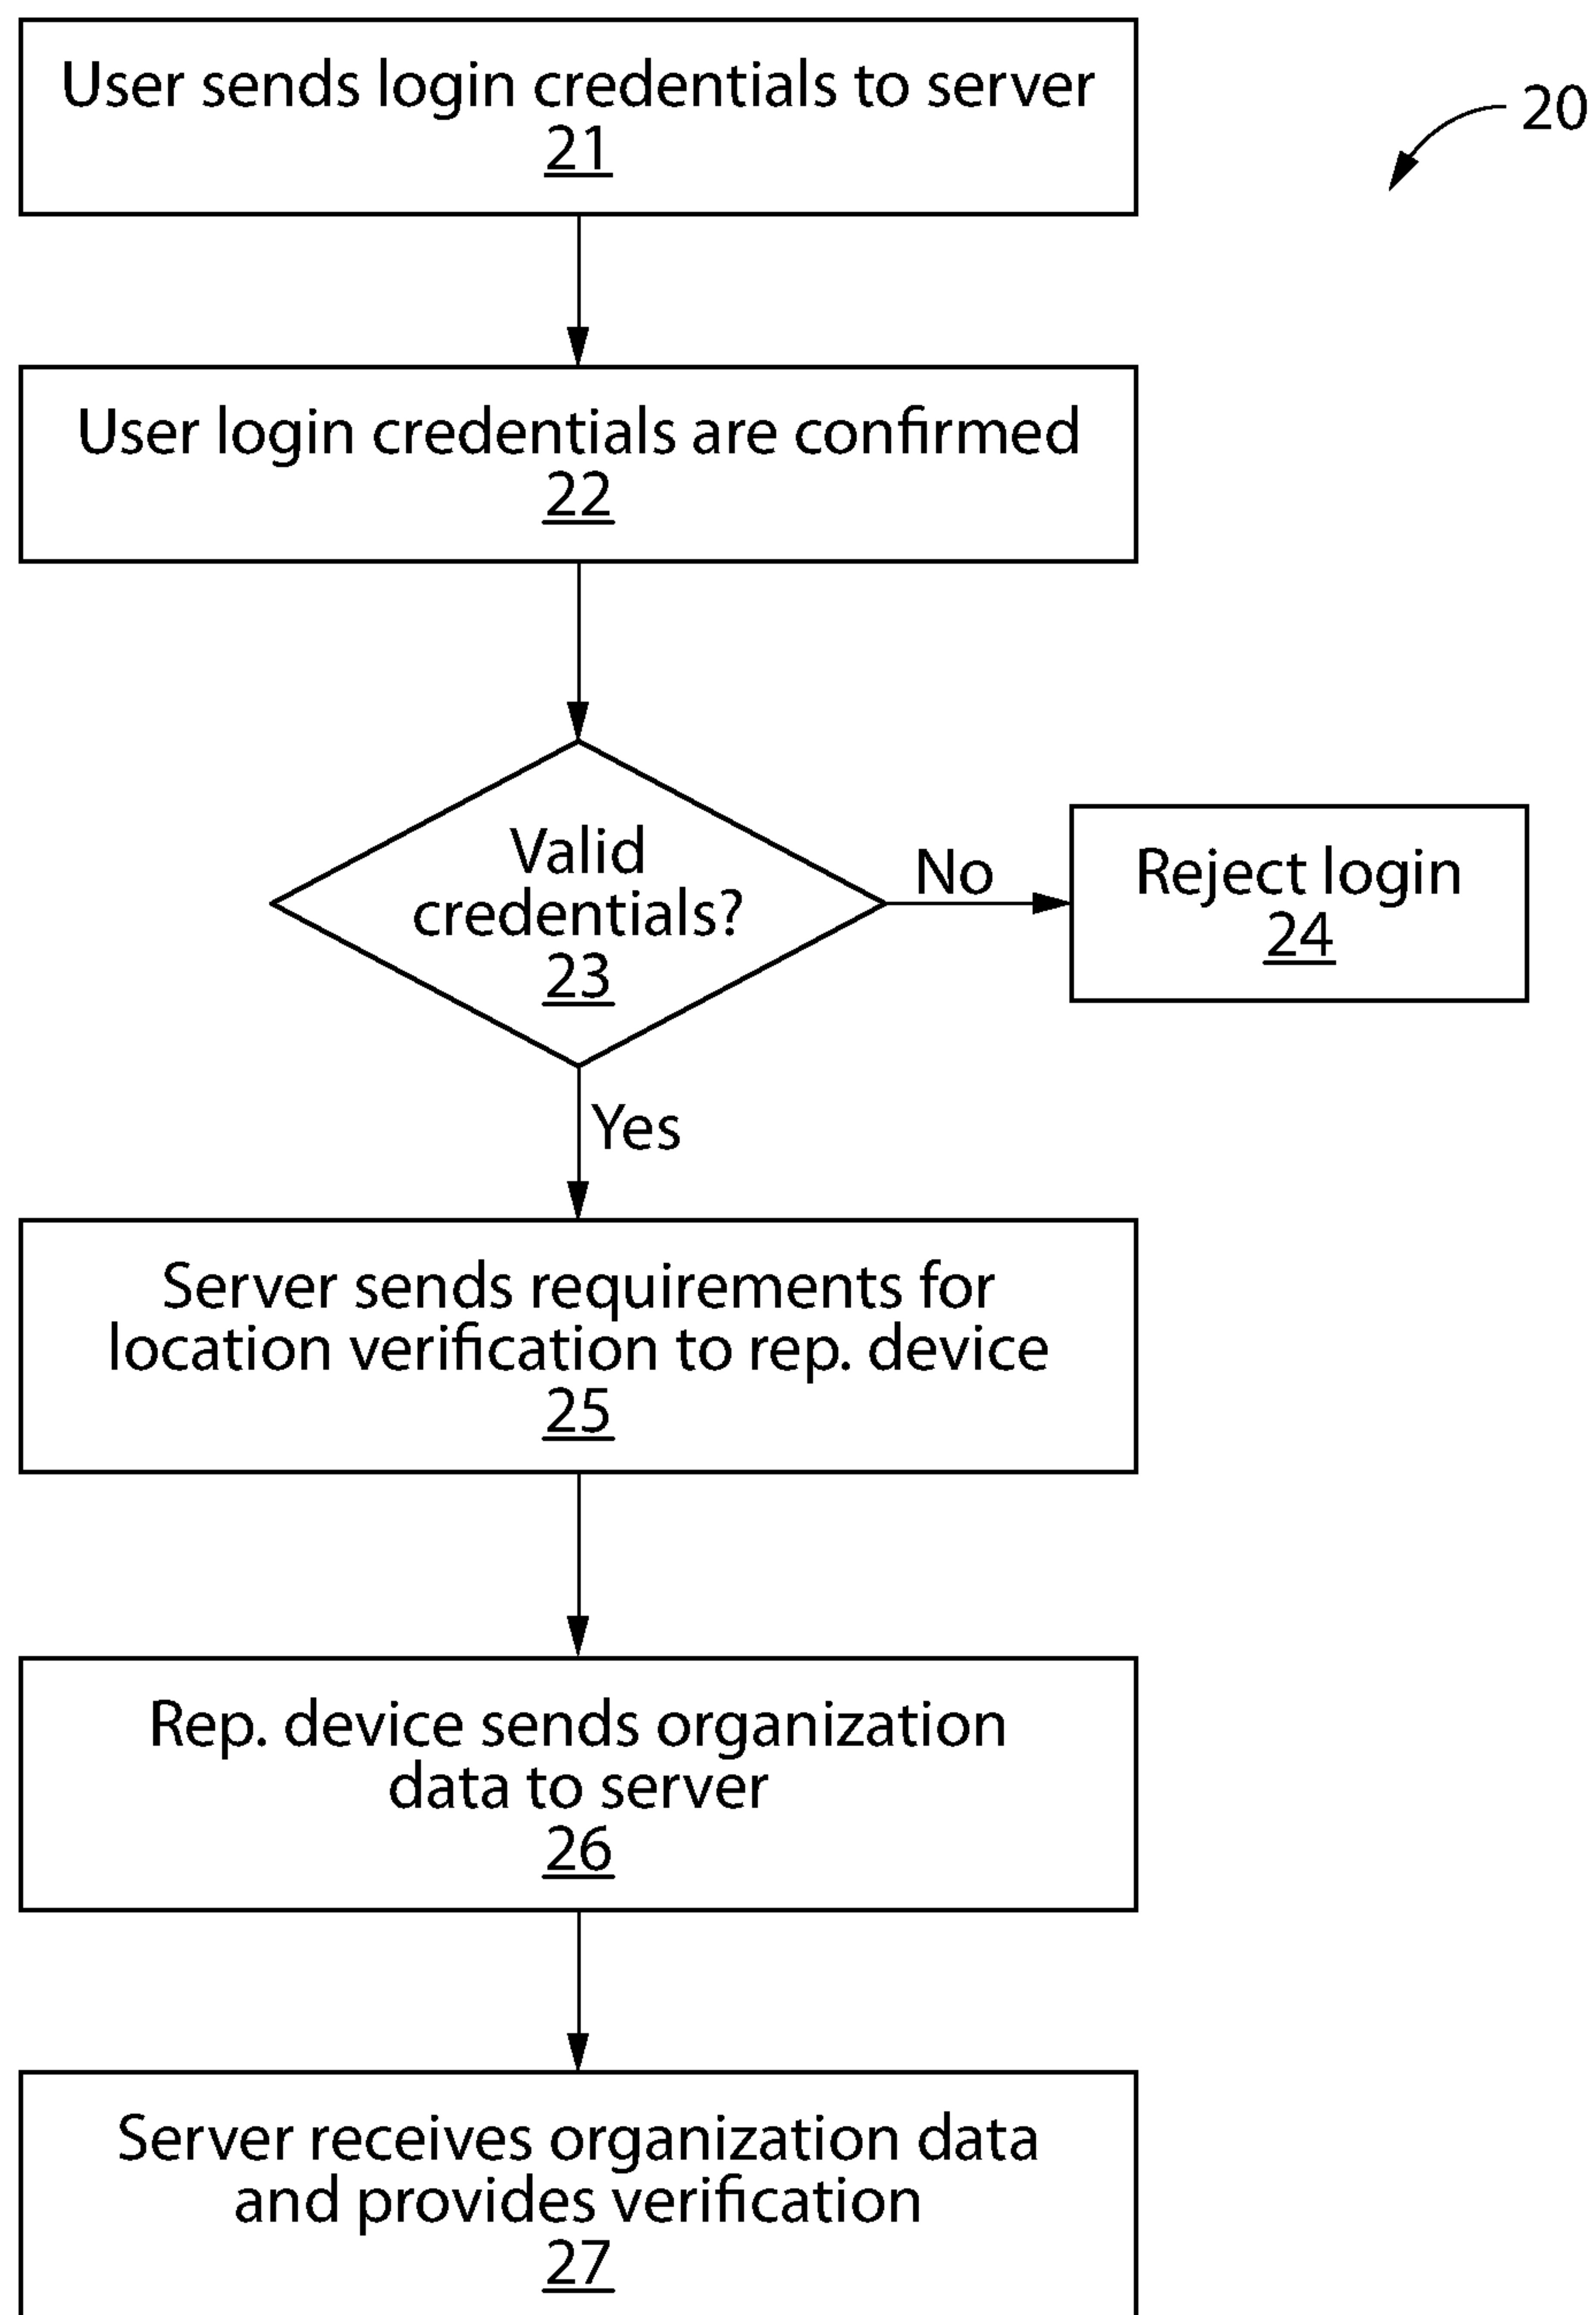 User sends login credentials to server
21
20
User login credentials are confirmed
22
Valid
credentials?
23
No
Reject login
24
Yes
Server sends requirements for
location verification to rep. device
25
Rep. device sends organization
data to server
26
Server receives organization data
and provides verification
27